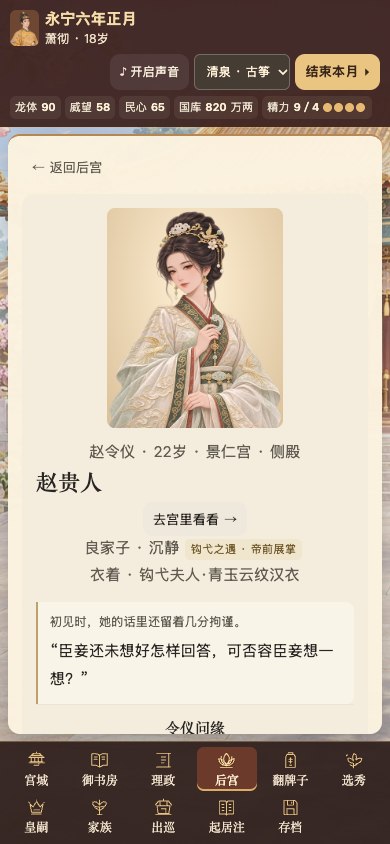 永宁六年正月
萧彻 · 18岁
♪ 开启声音
清泉 · 古筝
结束本月 ›
龙体 90 威望 58 民心 65 国库 820 万两 精力 9 / 4
← 返回后宫
赵令仪 · 22岁 · 景仁宫 · 侧殿
赵贵人
去宫里看看 →
良家子 · 沉静 钩弋之遇 · 帝前展掌
衣着 · 钩弋夫人·青玉云纹汉衣
初见时，她的话里还留着几分拘谨。
“臣妾还未想好怎样回答，可否容臣妾想一
想？”
令仪问缘
宫城 御书房 理政 后宫 翻牌子 选秀
皇嗣 家族 出巡 起居注 存档